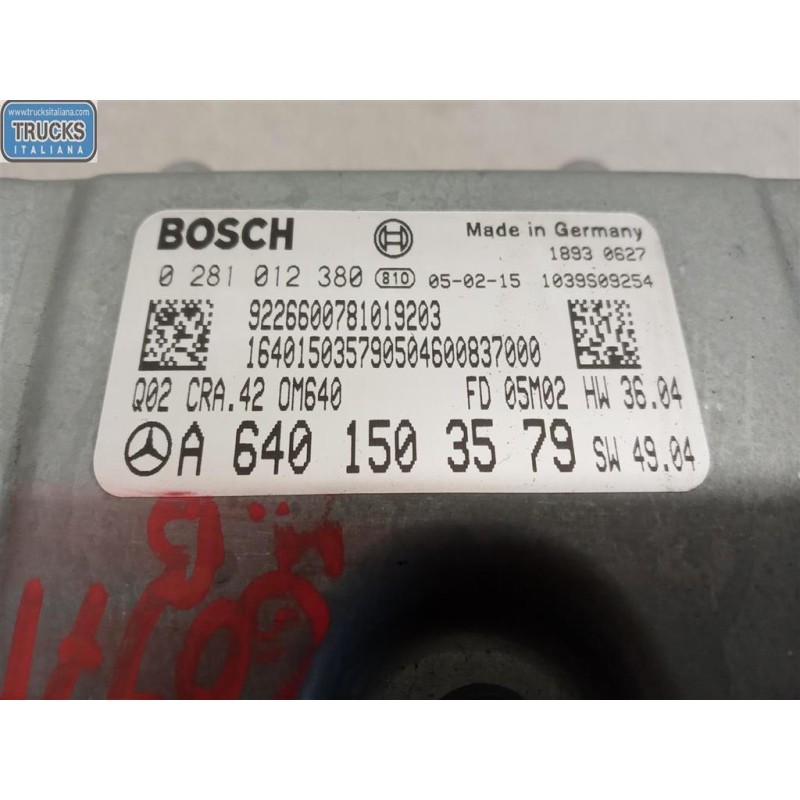 www.trucksitaliana.com
TRUCKS
ITALIANA
BOSCH
Made in Germany
1893 0627
0 281 012 380 810 05-02-15 1039S09254
9226600781019203
164015035790504600837000
Q02 CRA.42 OM640 FD 05M02 HW 36.04
A 640 150 35 79 SW 49.04